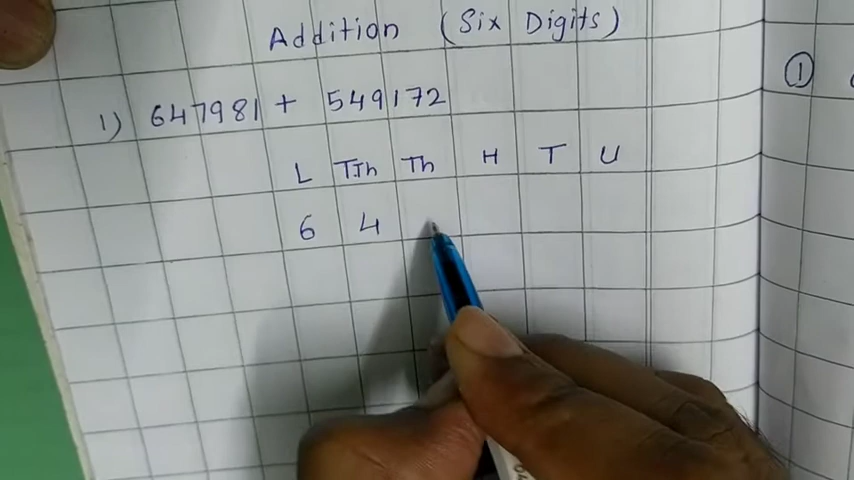 Addition (Six Digits)
1) 647981 + 549172
L TTh Th H T U
6 4
①